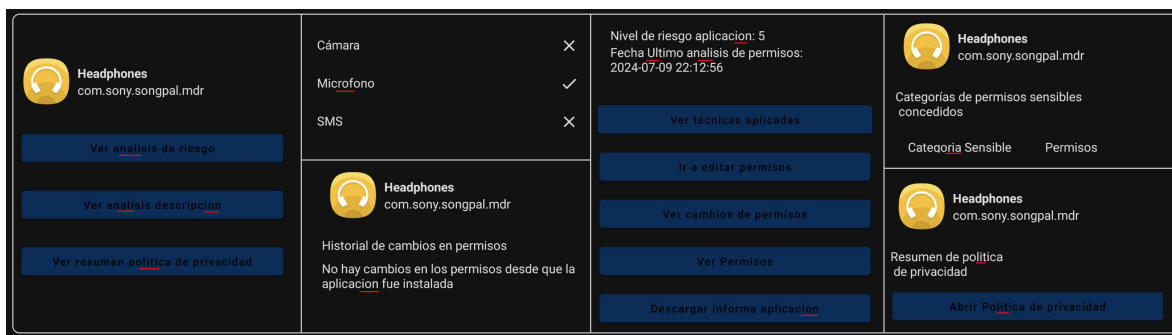 Headphones
com.sony.songpal.mdr
Ver analisis de riesgo
Ver analisis descripcion
Ver resumen politica de privacidad
Cámara
Microfono
SMS
Headphones
com.sony.songpal.mdr
Historial de cambios en permisos
No hay cambios en los permisos desde que la
aplicacion fue instalada
Nivel de riesgo aplicacion: 5
Fecha Ultimo analisis de permisos:
2024-07-09 22:12:56
Ver técnicas aplicadas
Ir a editar permisos
Ver cambios de permisos
Ver Permisos
Descargar informe aplicacion
Headphones
com.sony.songpal.mdr
Categorías de permisos sensibles
concedidos
Categoria Sensible Permisos
Headphones
com.sony.songpal.mdr
Resumen de politica
de privacidad
Abrir Politica de privacidad